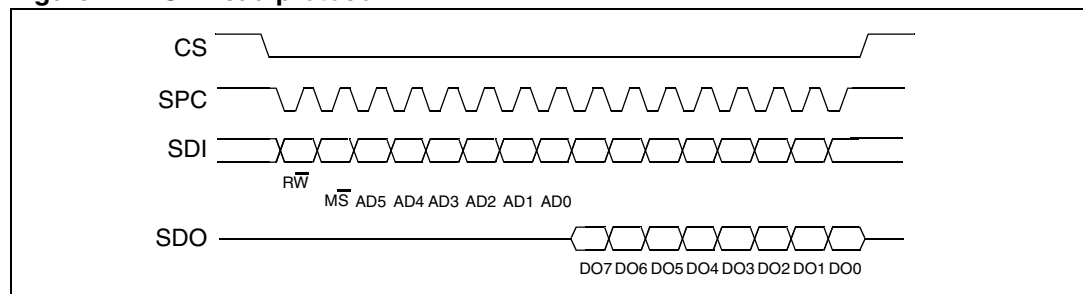 CS
SPC
SDI
RW̅
MS̅ AD5 AD4 AD3 AD2 AD1 AD0
SDO
DO7 DO6 DO5 DO4 DO3 DO2 DO1 DO0